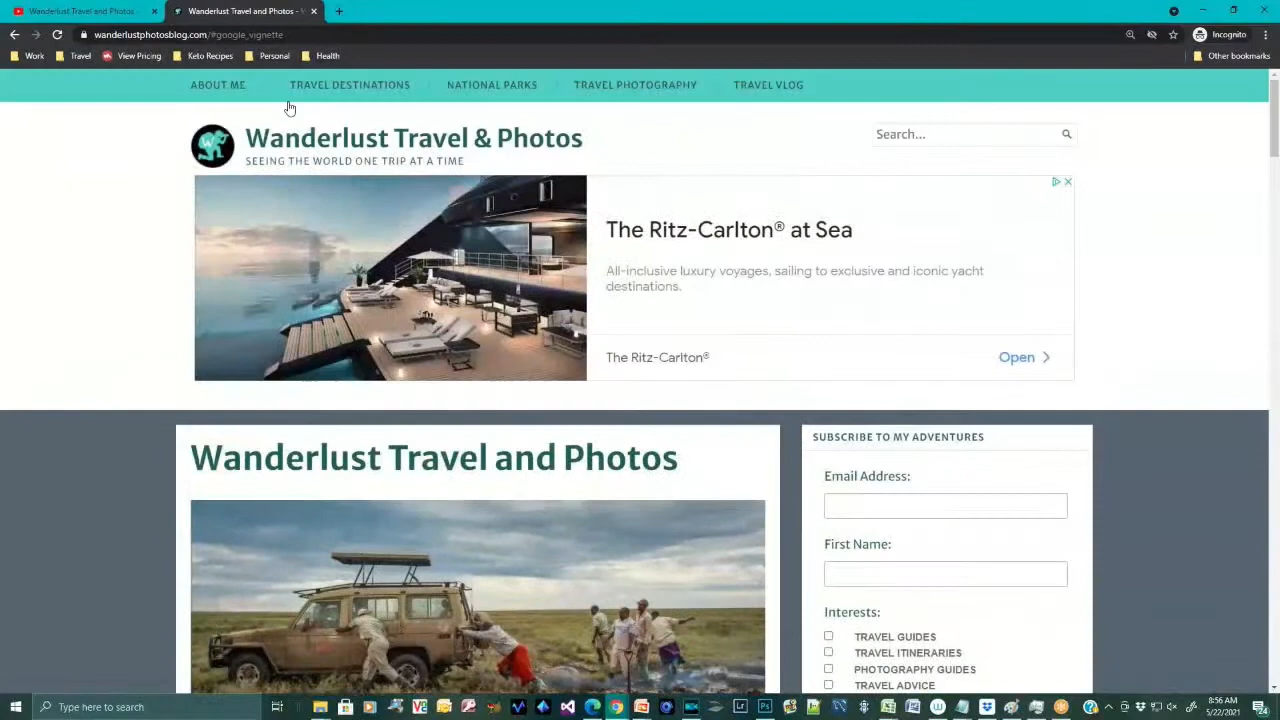 Wanderlust Travel and Photos -
Wanderlust Travel and Photos - W
wanderlustphotosblog.com/#google_vignette
Incognito
Work
Travel
View Pricing
Keto Recipes
Personal
Health
Other bookmarks
ABOUT ME
TRAVEL DESTINATIONS
NATIONAL PARKS
TRAVEL PHOTOGRAPHY
TRAVEL VLOG
Wanderlust Travel & Photos
SEEING THE WORLD ONE TRIP AT A TIME
Search...
The Ritz-Carlton® at Sea
All-inclusive luxury voyages, sailing to exclusive and iconic yacht
destinations.
The Ritz-Carlton®
Open
Wanderlust Travel and Photos
SUBSCRIBE TO MY ADVENTURES
Email Address:
First Name:
Interests:
TRAVEL GUIDES
TRAVEL ITINERARIES
PHOTOGRAPHY GUIDES
TRAVEL ADVICE
Type here to search
8:56 AM
5/22/2021